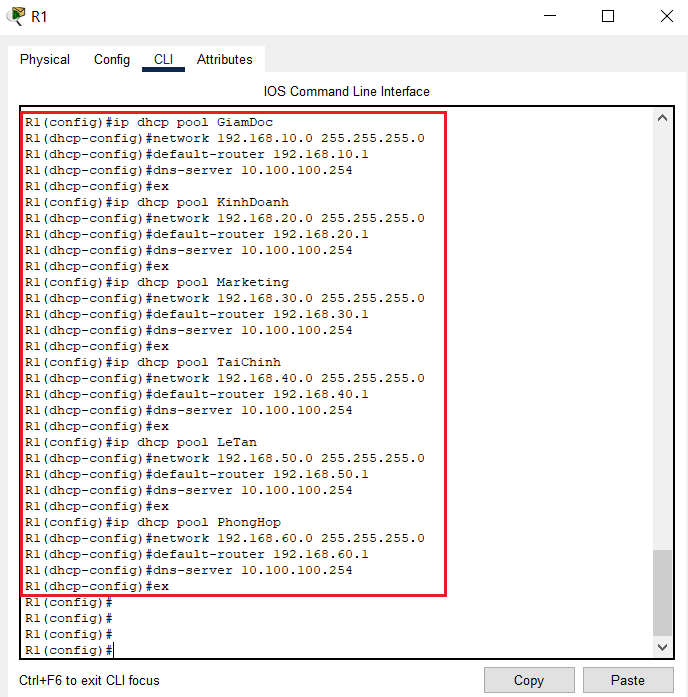 R1
Physical Config CLI Attributes
IOS Command Line Interface
R1(config)#ip dhcp pool GiamDoc
R1(dhcp-config)#network 192.168.10.0 255.255.255.0
R1(dhcp-config)#default-router 192.168.10.1
R1(dhcp-config)#dns-server 10.100.100.254
R1(dhcp-config)#ex
R1(config)#ip dhcp pool KinhDoanh
R1(dhcp-config)#network 192.168.20.0 255.255.255.0
R1(dhcp-config)#default-router 192.168.20.1
R1(dhcp-config)#dns-server 10.100.100.254
R1(dhcp-config)#ex
R1(config)#ip dhcp pool Marketing
R1(dhcp-config)#network 192.168.30.0 255.255.255.0
R1(dhcp-config)#default-router 192.168.30.1
R1(dhcp-config)#dns-server 10.100.100.254
R1(dhcp-config)#ex
R1(config)#ip dhcp pool TaiChinh
R1(dhcp-config)#network 192.168.40.0 255.255.255.0
R1(dhcp-config)#default-router 192.168.40.1
R1(dhcp-config)#dns-server 10.100.100.254
R1(dhcp-config)#ex
R1(config)#ip dhcp pool LeTan
R1(dhcp-config)#network 192.168.50.0 255.255.255.0
R1(dhcp-config)#default-router 192.168.50.1
R1(dhcp-config)#dns-server 10.100.100.254
R1(dhcp-config)#ex
R1(config)#ip dhcp pool PhongHop
R1(dhcp-config)#network 192.168.60.0 255.255.255.0
R1(dhcp-config)#default-router 192.168.60.1
R1(dhcp-config)#dns-server 10.100.100.254
R1(dhcp-config)#ex
R1(config)#
R1(config)#
R1(config)#
R1(config)#
Ctrl+F6 to exit CLI focus Copy Paste